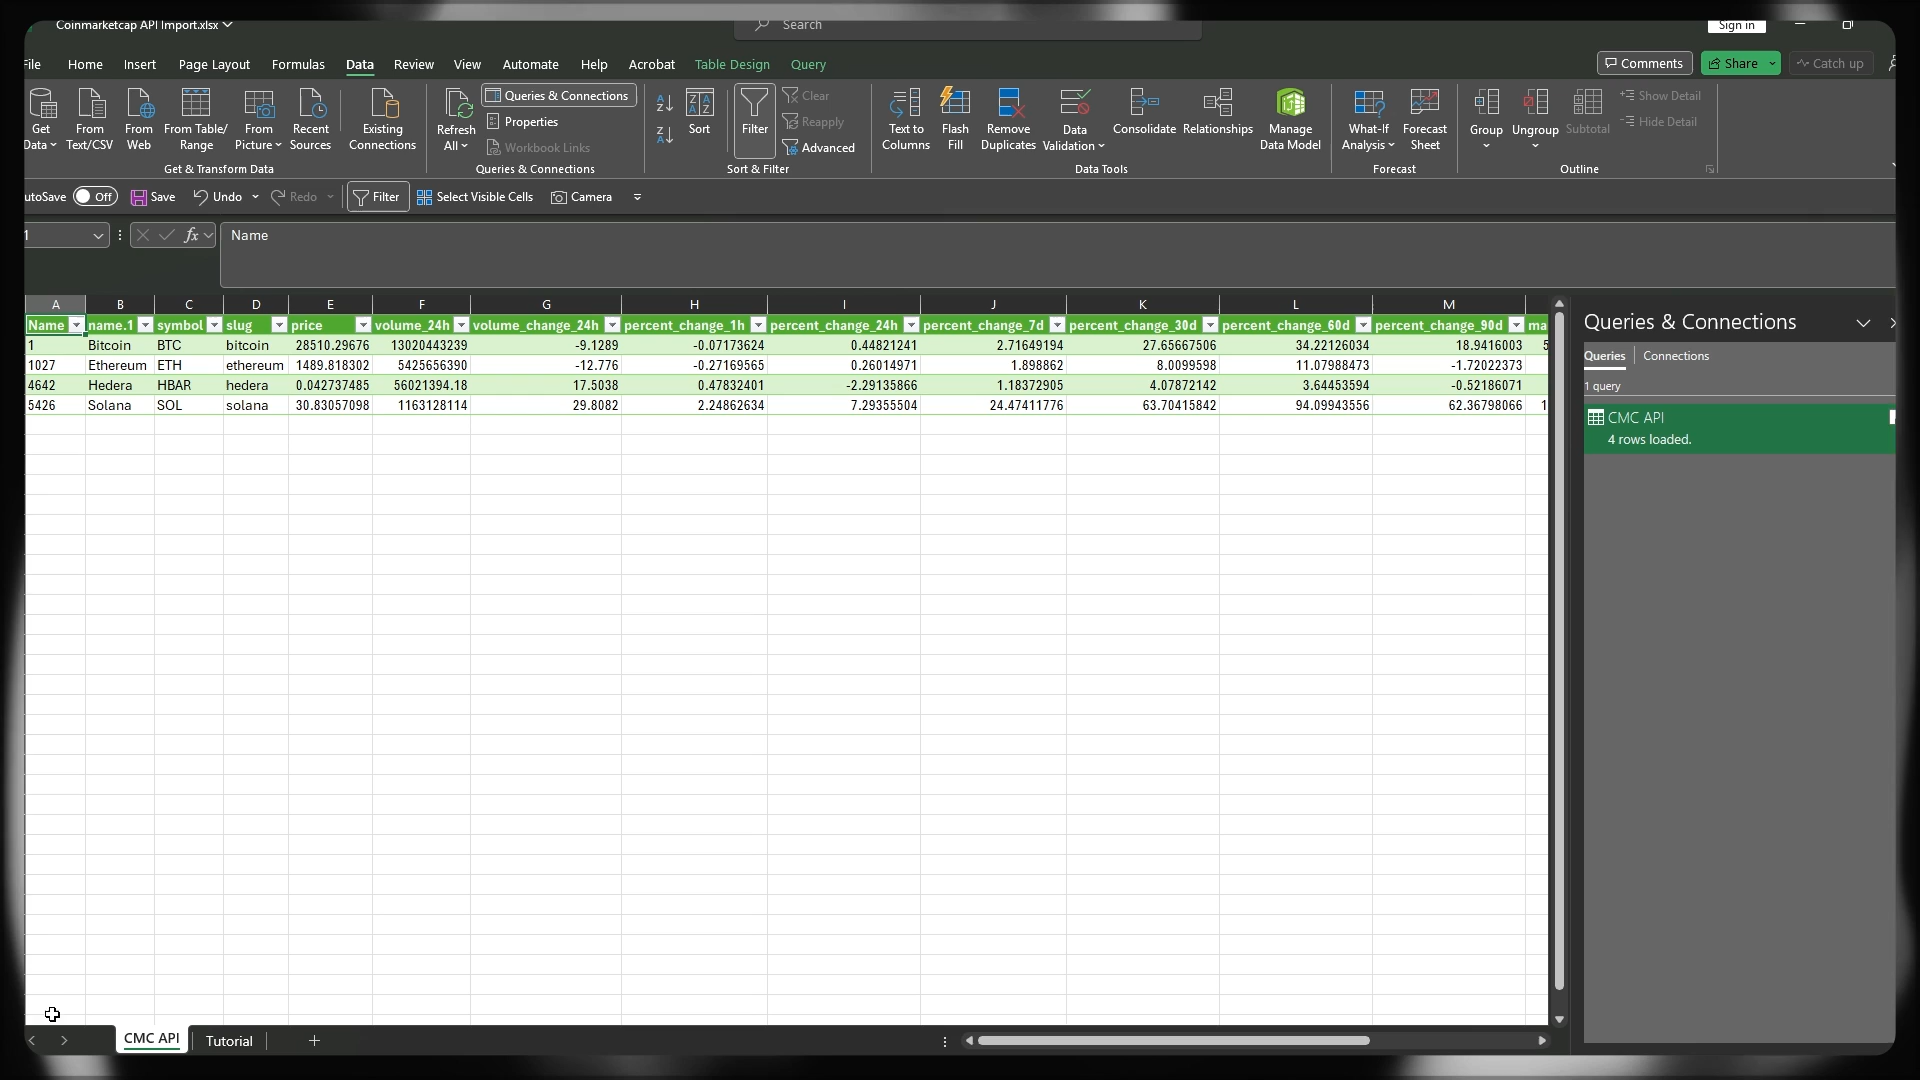 Coinmarketcap API Import.xlsx
Search
Sign in
File Home Insert Page Layout Formulas Data Review View Automate Help Acrobat Table Design Query
Comments Share Catch up
Get Data
From Text/CSV
From Web
From Table/ Range
From Picture
Recent Sources
Existing Connections
Get & Transform Data
Refresh All
Queries & Connections
Properties
Workbook Links
Queries & Connections
Sort
Filter
Clear
Reapply
Advanced
Sort & Filter
Text to Columns
Flash Fill
Remove Duplicates
Data Validation
Consolidate
Relationships
Manage Data Model
Data Tools
What-If Analysis
Forecast Sheet
Forecast
Group
Ungroup
Subtotal
Show Detail
Hide Detail
Outline
utoSave Off Save Undo Redo Filter Select Visible Cells Camera
1 fx Name
A B C D E F G H I J K L M
Name name.1 symbol slug price volume_24h volume_change_24h percent_change_1h percent_change_24h percent_change_7d percent_change_30d percent_change_60d percent_change_90d ma
1 Bitcoin BTC bitcoin 28510.29676 13020443239 -9.1289 -0.07173624 0.44821241 2.71649194 27.65667506 34.22126034 18.9416003 5
1027 Ethereum ETH ethereum 1489.818302 5425656390 -12.776 -0.27169565 0.26014971 1.898862 8.0099598 11.07988473 -1.72022373
4642 Hedera HBAR hedera 0.042737485 56021394.18 17.5038 0.47832401 -2.29135866 1.18372905 4.07872142 3.64453594 -0.52186071
5426 Solana SOL solana 30.83057098 1163128114 29.8082 2.24862634 7.29355504 24.47411776 63.70415842 94.09943556 62.36798066 1
Queries & Connections
Queries Connections
1 query
CMC API
4 rows loaded.
CMC API Tutorial